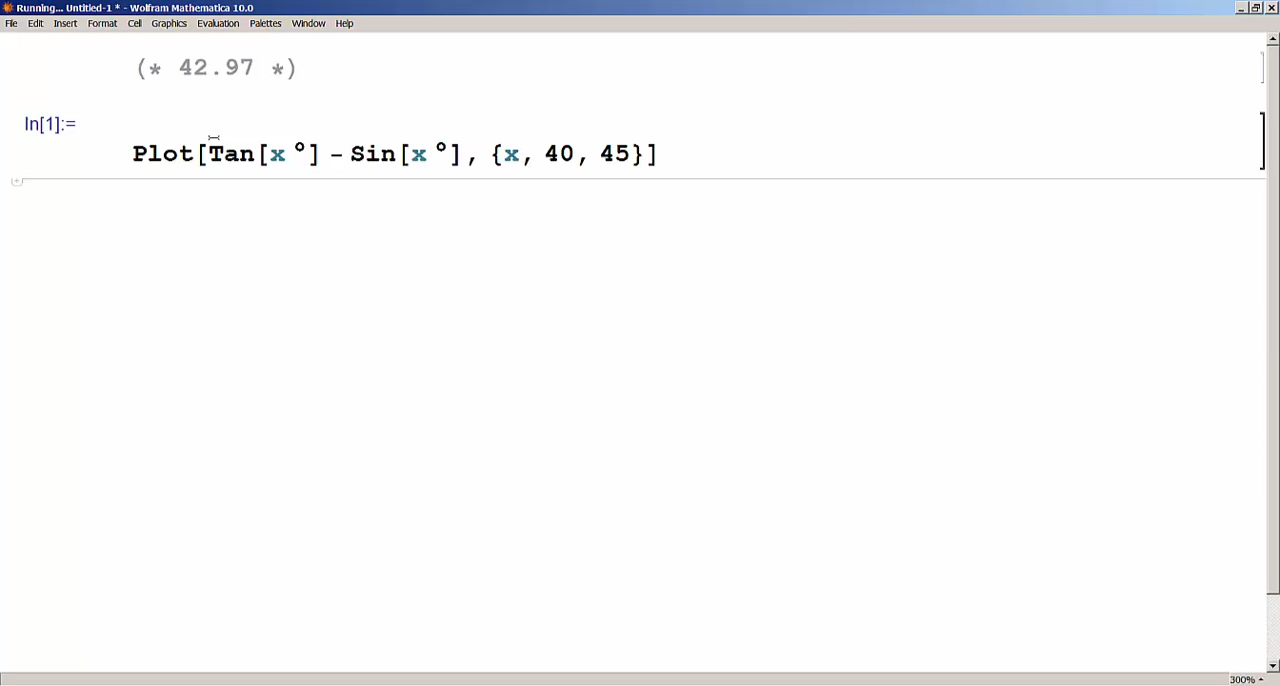 Running... Untitled-1 * - Wolfram Mathematica 10.0
File Edit Insert Format Cell Graphics Evaluation Palettes Window Help
(* 42.97 *)
In[1]:=
Plot[Tan[x °] - Sin[x °], {x, 40, 45}]
300%